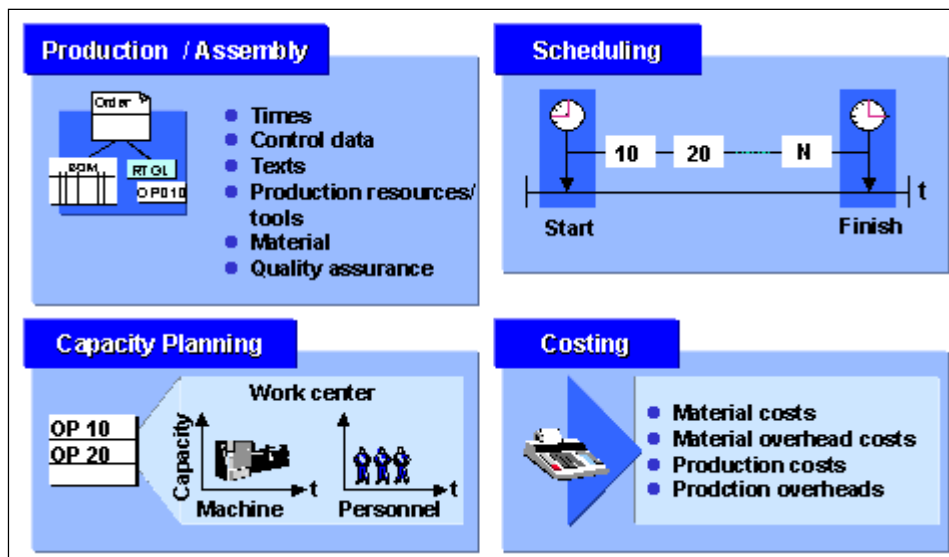 Production / Assembly
Order
BOM
RTGL
OP010
Times
Control data
Texts
Production resources/
tools
Material
Quality assurance
Scheduling
10
20
N
t
Start
Finish
Capacity Planning
OP 10
OP 20
Work center
Capacity
t
t
Machine
Personnel
Costing
Material costs
Material overhead costs
Production costs
Prodction overheads